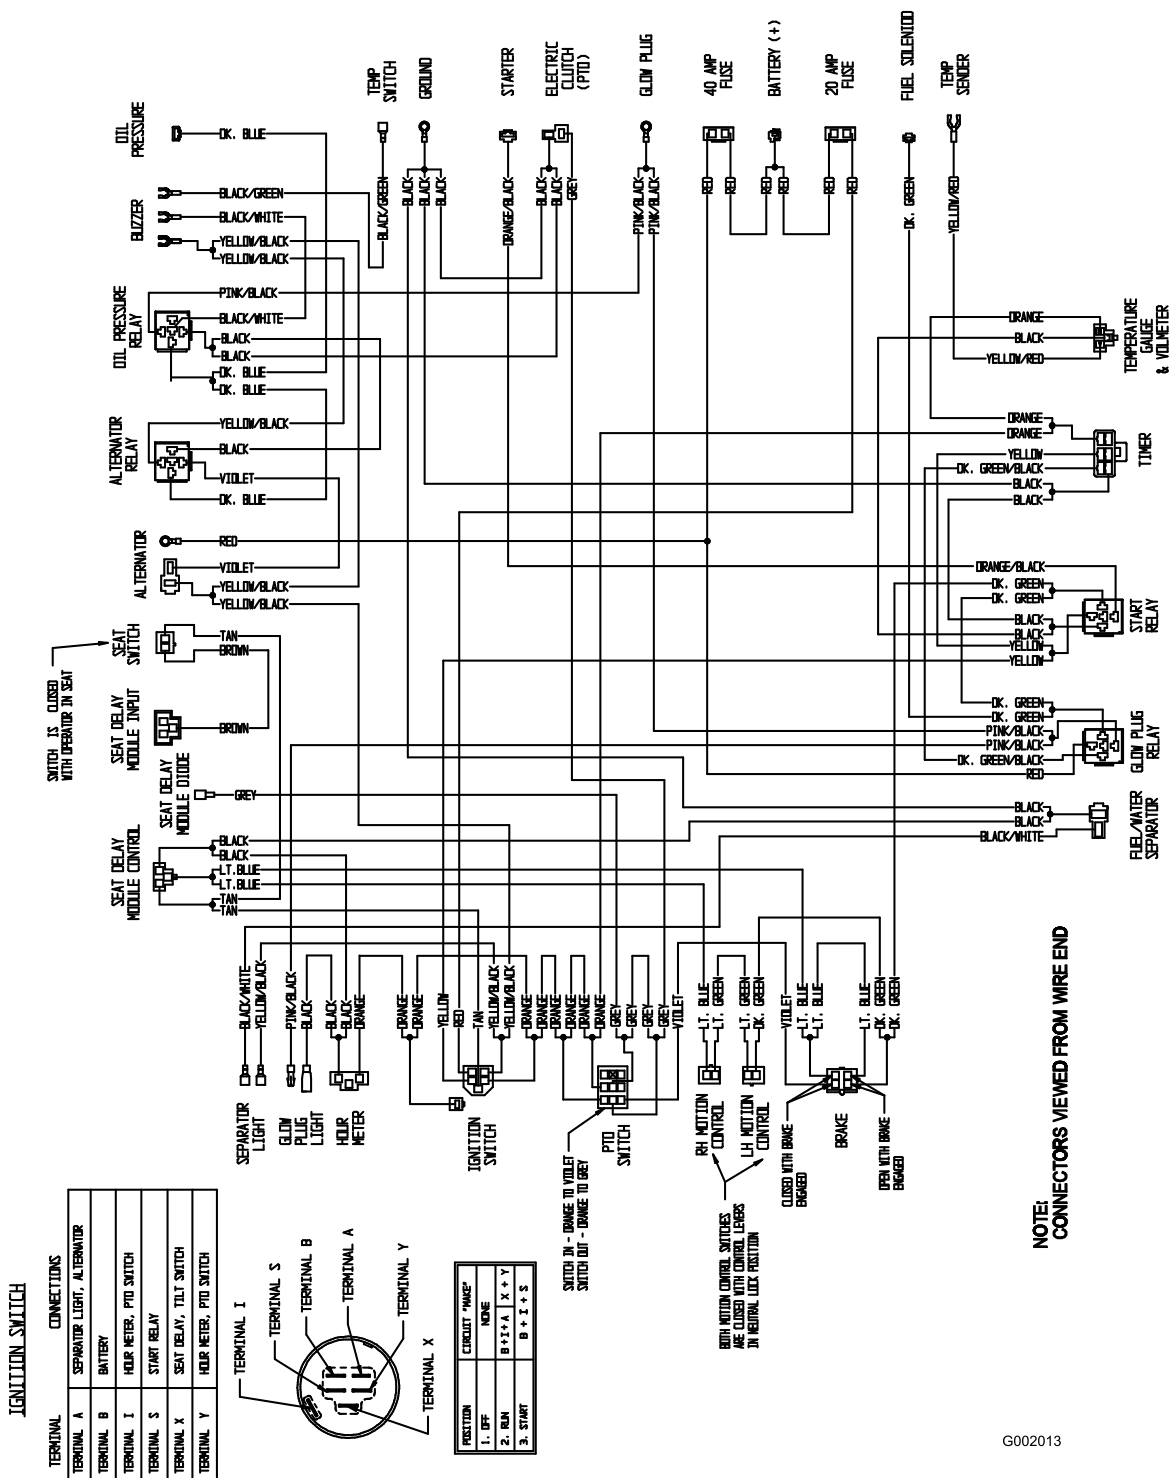 OIL
PRESSURE
BUZZER
OIL PRESSURE
RELAY
ALTERNATOR
RELAY
ALTERNATOR
SEAT
SWITCH
SWITCH IS CLOSED
WITH OPERATOR IN SEAT
SEAT DELAY
MODULE INPUT
SEAT DELAY
MODULE DIODE
SEAT DELAY
MODULE CONTROL
TEMP
SWITCH
GROUND
STARTER
ELECTRIC
CLUTCH
(PTO)
GLOW PLUG
40 AMP
FUSE
BATTERY (+)
20 AMP
FUSE
FUEL SOLENIOD
TEMP
SENDER
DK. BLUE
BLACK/GREEN
BLACK/WHITE
YELLOW/BLACK
YELLOW/BLACK
PINK/BLACK
BLACK/WHITE
BLACK
BLACK
DK. BLUE
DK. BLUE
YELLOW/BLACK
BLACK
VIOLET
DK. BLUE
RED
VIOLET
YELLOW/BLACK
YELLOW/BLACK
TAN
BROWN
BROWN
GREY
BLACK
BLACK
LT.BLUE
LT.BLUE
TAN
TAN
BLACK/GREEN
BLACK
BLACK
BLACK
ORANGE/BLACK
BLACK
BLACK
GREY
PINK/BLACK
PINK/BLACK
RED
RED
RED
RED
RED
RED
DK. GREEN
YELLOW/RED
ORANGE
BLACK
YELLOW/RED
TEMPERATURE
GAUGE
& VOLMETER
ORANGE
ORANGE
YELLOW
DK. GREEN/BLACK
BLACK
BLACK
TIMER
ORANGE/BLACK
DK. GREEN
DK. GREEN
BLACK
BLACK
YELLOW
YELLOW
START
RELAY
DK. GREEN
DK. GREEN
PINK/BLACK
PINK/BLACK
DK. GREEN/BLACK
RED
GLOW PLUG
RELAY
BLACK
BLACK
BLACK/WHITE
FUEL/WATER
SEPARATOR
BLACK/WHITE
YELLOW/BLACK
PINK/BLACK
BLACK
BLACK
BLACK
ORANGE
ORANGE
ORANGE
YELLOW
RED
TAN
YELLOW/BLACK
YELLOW/BLACK
ORANGE
ORANGE
ORANGE
ORANGE
ORANGE
GREY
GREY
GREY
GREY
VIOLET
LT. BLUE
LT. GREEN
LT. GREEN
DK. GREEN
VIOLET
LT. BLUE
LT. BLUE
LT. BLUE
DK. GREEN
DK. GREEN
SEPARATOR
LIGHT
GLOW
PLUG
LIGHT
HOUR
METER
IGNITION
SWITCH
PTO
SWITCH
RH MOTION
CONTROL
LH MOTION
CONTROL
BRAKE
CLOSED WITH BRAKE
ENGAGED
OPEN WITH BRAKE
ENGAGED
SWITCH IN - ORANGE TO VIOLET
SWITCH OUT - ORANGE TO GREY
BOTH MOTION CONTROL SWITCHES
ARE CLOSED WITH CONTROL LEVERS
IN NEUTRAL LOCK POSITION
NOTE:
CONNECTORS VIEWED FROM WIRE END
IGNITION SWITCH
TERMINAL CONNECTIONS
TERMINAL A SEPARATOR LIGHT, ALTERNATOR
TERMINAL B BATTERY
TERMINAL I HOUR METER, PTO SWITCH
TERMINAL S START RELAY
TERMINAL X SEAT DELAY, TILT SWITCH
TERMINAL Y HOUR METER, PTO SWITCH
TERMINAL I
TERMINAL S
TERMINAL B
TERMINAL A
TERMINAL Y
TERMINAL X
POSITION CIRCUIT "MAKE"
1. OFF NONE
2. RUN B+I+A X + Y
3. START B + I + S
G002013